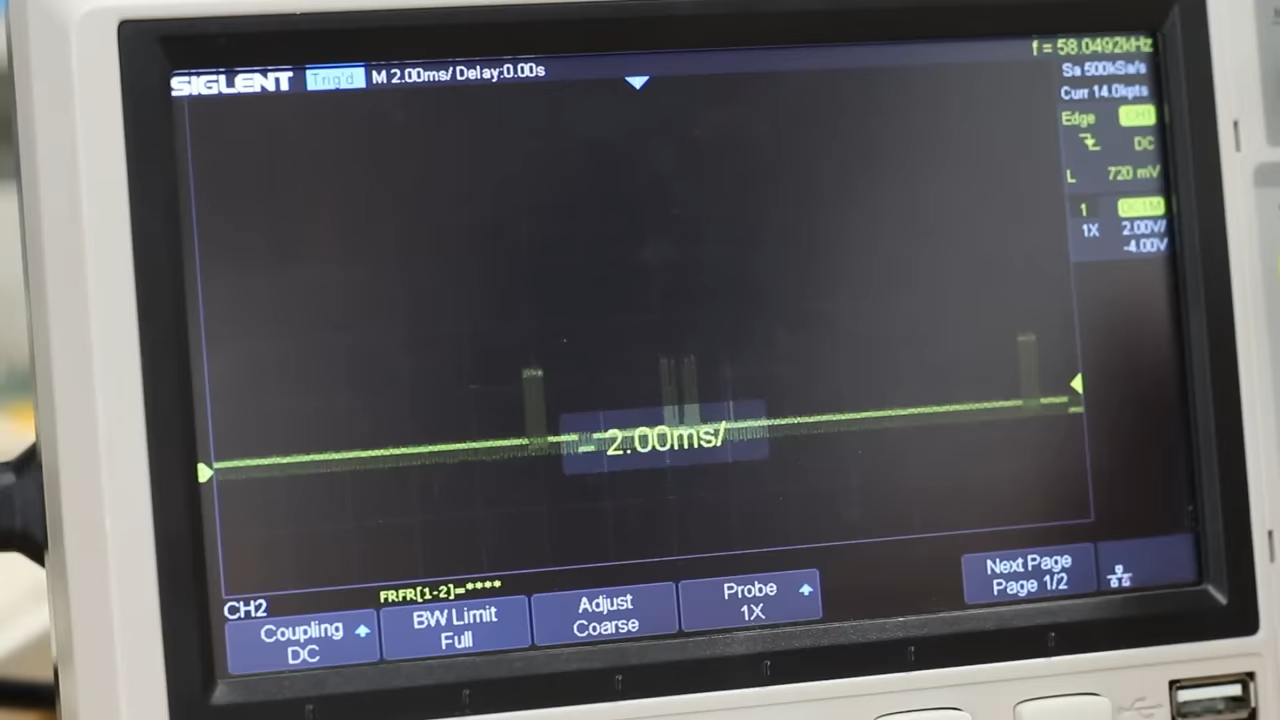 SIGLENT Trig'd M 2.00ms/ Delay:0.00s
f = 58.0492kHz
Sa 500kSa/s
Curr 14.0kpts
Edge CH1
DC
L 720 mV
1 DC1M
1X 2.00V/
-4.00V
2.00ms/
FRFR[1-2]=****
CH2
Coupling
DC
BW Limit
Full
Adjust
Coarse
Probe
1X
Next Page
Page 1/2